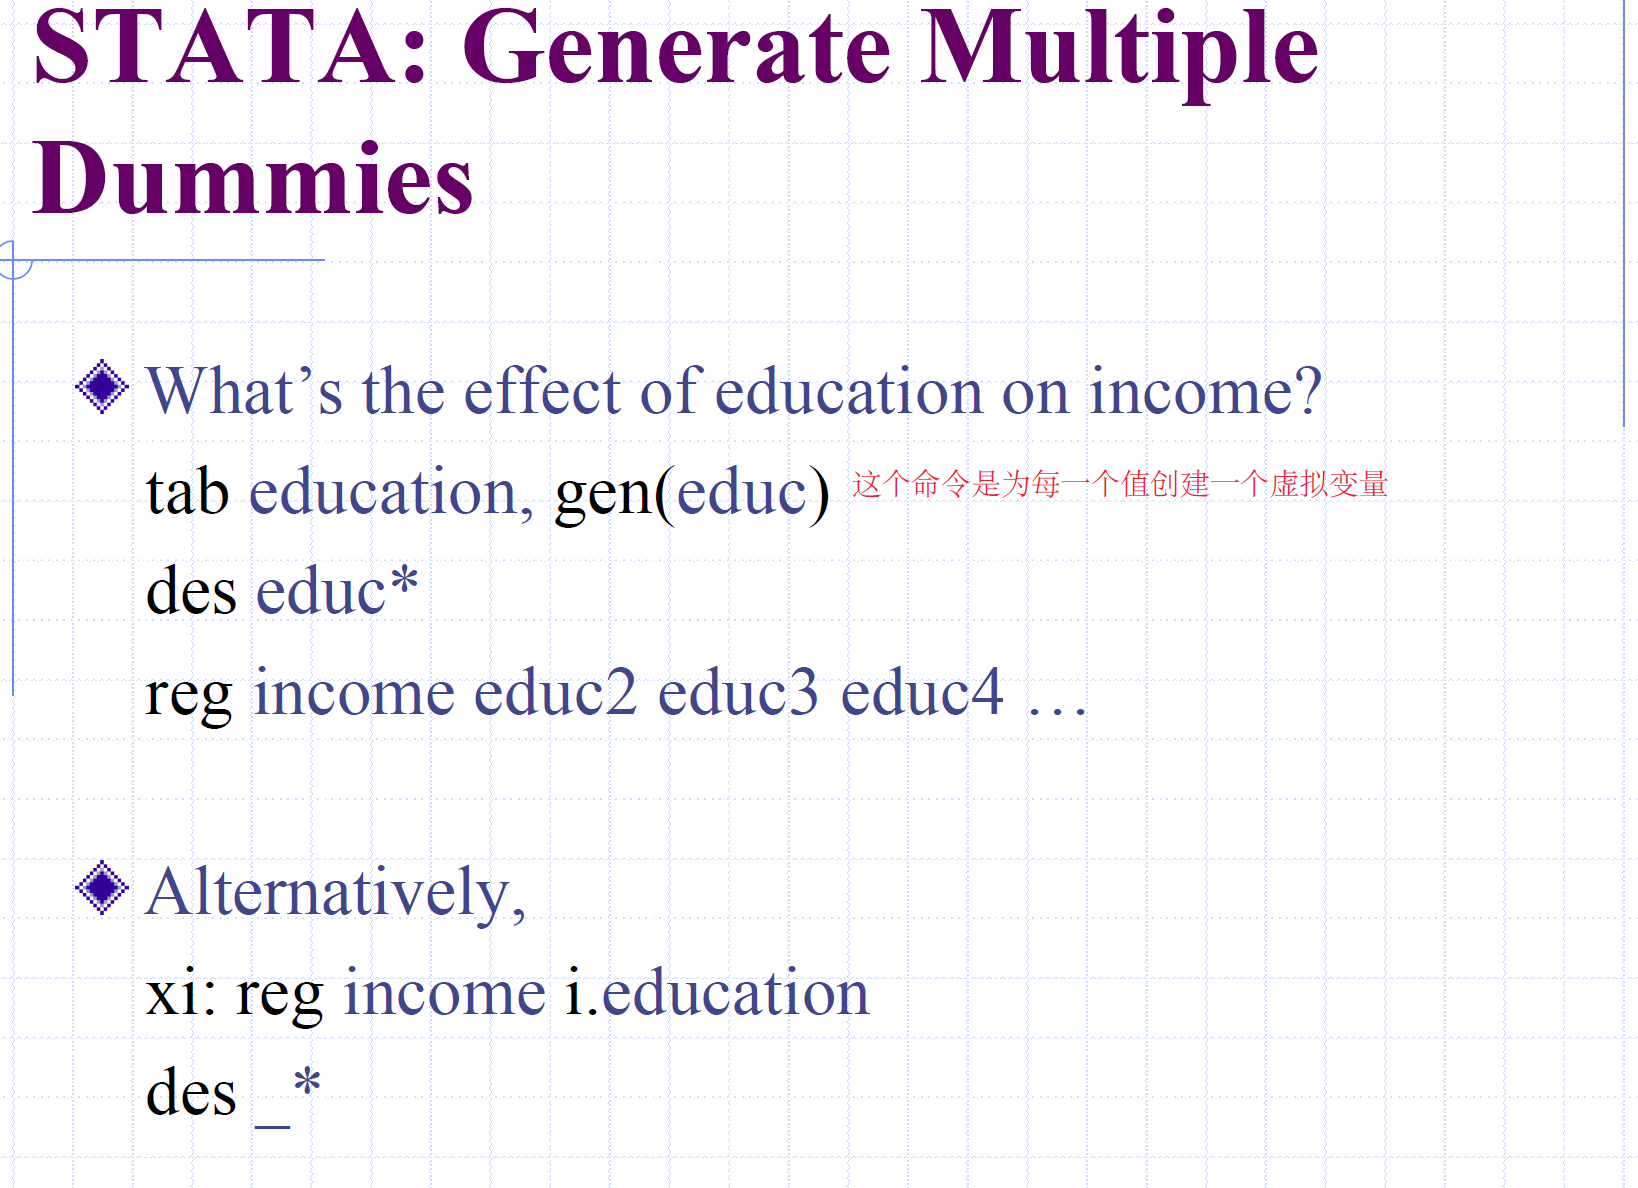 STATA: Generate Multiple
Dummies
What’s the effect of education on income?
tab education, gen(educ) 这个命令是为每一个值创建一个虚拟变量
des educ*
reg income educ2 educ3 educ4 …
Alternatively,
xi: reg income i.education
des _*